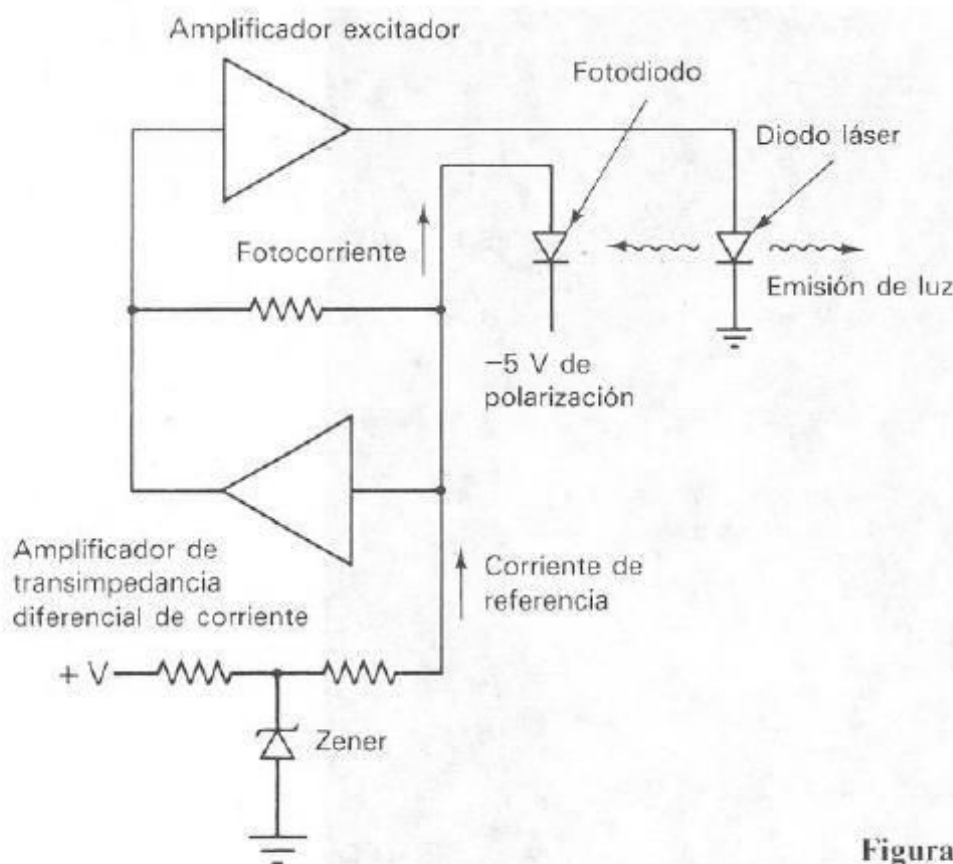 Amplificador excitador
Fotodiodo
Diodo láser
Fotocorriente
Emisión de luz
−5 V de
polarización
Amplificador de
transimpedancia
diferencial de corriente
Corriente de
referencia
+ V
Zener
Figura